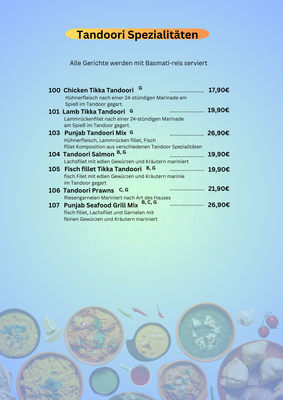 Tandoori Spezialitäten
Alle Gerichte werden mit Basmati-reis serviert
100 Chicken Tikka Tandoori G ............... 17,90€
Hühnerfleisch nach einer 24-stündigen Marinade am
Spieß im Tandoor gegart.
101 Lamb Tikka Tandoori G ............... 19,90€
Lammrückenfilet nach einer 24-stündigen Marinade
am Spieß im Tandoor gegart,
103 Punjab Tandoori Mix G ............... 26,90€
Hühnerfleisch, Lammrücken fillet, Fisch
fillet Komposition aus verschiedenen Tandoor Spezialitäten
104 Tandoori Salmon B, G ............... 19,90€
Lachsfilet mit edlen Gewürzen und Kräutern mariniert
105 Fisch fillet Tikka Tandoori B, G ............... 19,90€
fisch Filet mit edlen Gewürzen und Kräutern marinie
im Tandoor gegart
106 Tandoori Prawns C, G ............... 21,90€
Riesengarnelen Mariniert nach Art des Hauses
107 Punjab Seafood Grill Mix B, C, G ............... 26,90€
fisch fillet, Lachsfilet und Garnelen mit
feinen Gewürzen und Kräutern mariniert